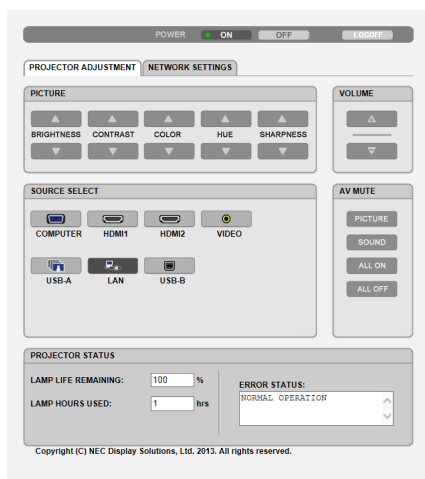 POWER ON OFF LOGOFF
PROJECTOR ADJUSTMENT NETWORK SETTINGS
PICTURE
BRIGHTNESS CONTRAST COLOR HUE SHARPNESS
VOLUME
SOURCE SELECT
COMPUTER HDMI1 HDMI2 VIDEO
USB-A LAN USB-B
AV MUTE
PICTURE
SOUND
ALL ON
ALL OFF
PROJECTOR STATUS
LAMP LIFE REMAINING: 100 %
LAMP HOURS USED: 1 hrs
ERROR STATUS:
NORMAL OPERATION
Copyright (C) NEC Display Solutions, Ltd. 2013. All rights reserved.